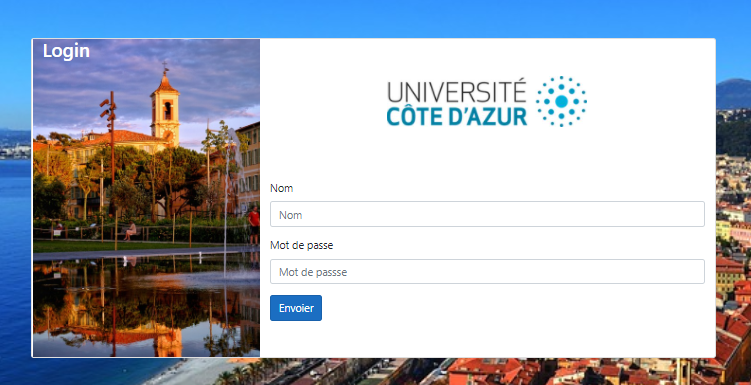 Login
UNIVERSITÉ
CÔTE D'AZUR
Nom
Nom
Mot de passe
Mot de passse
Envoier